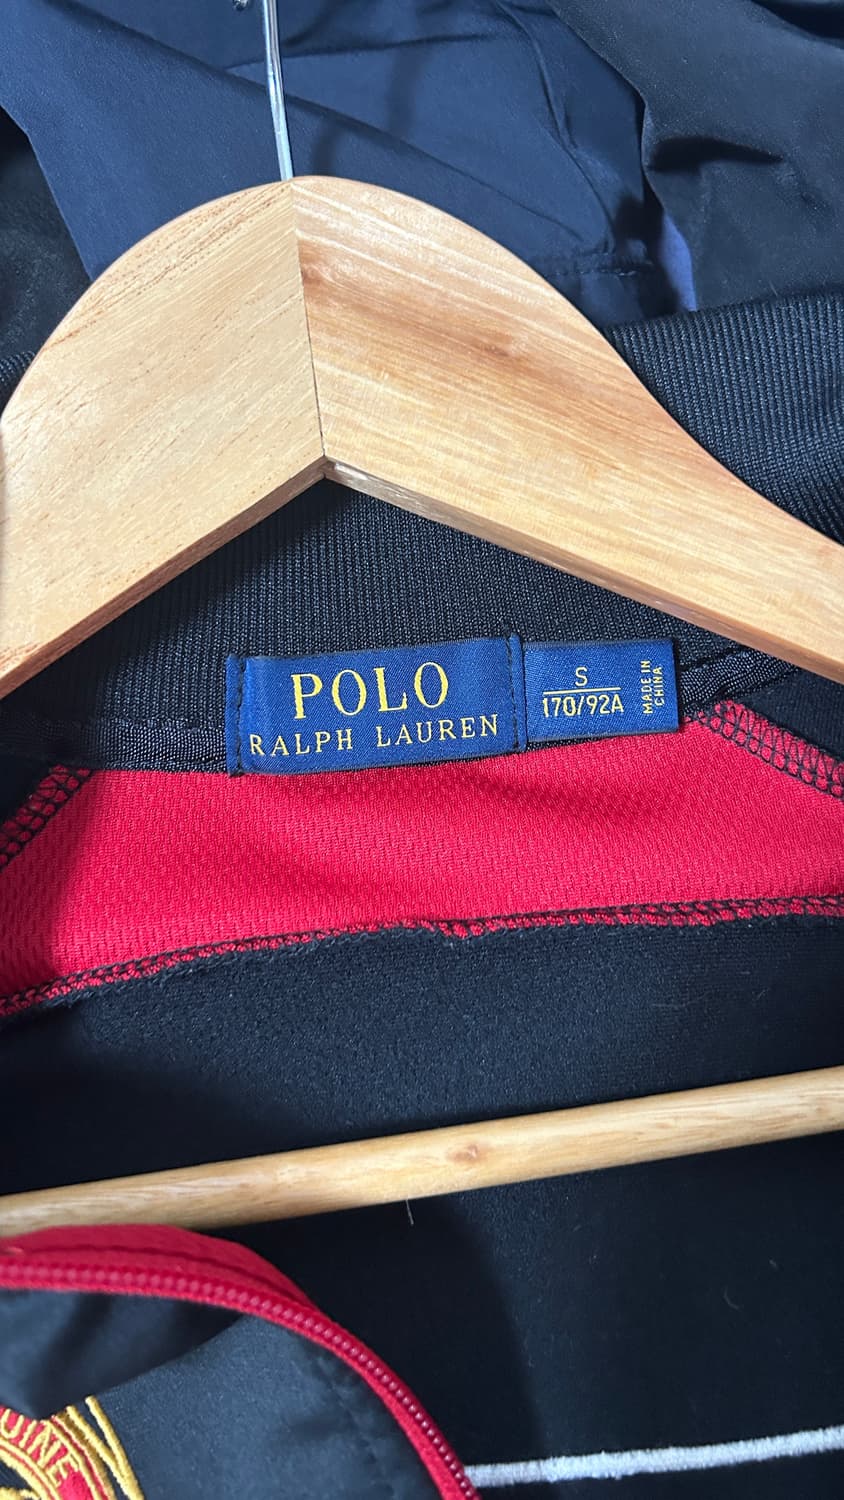 POLO
RALPH LAUREN
S
170/92A
MADE IN
CHINA